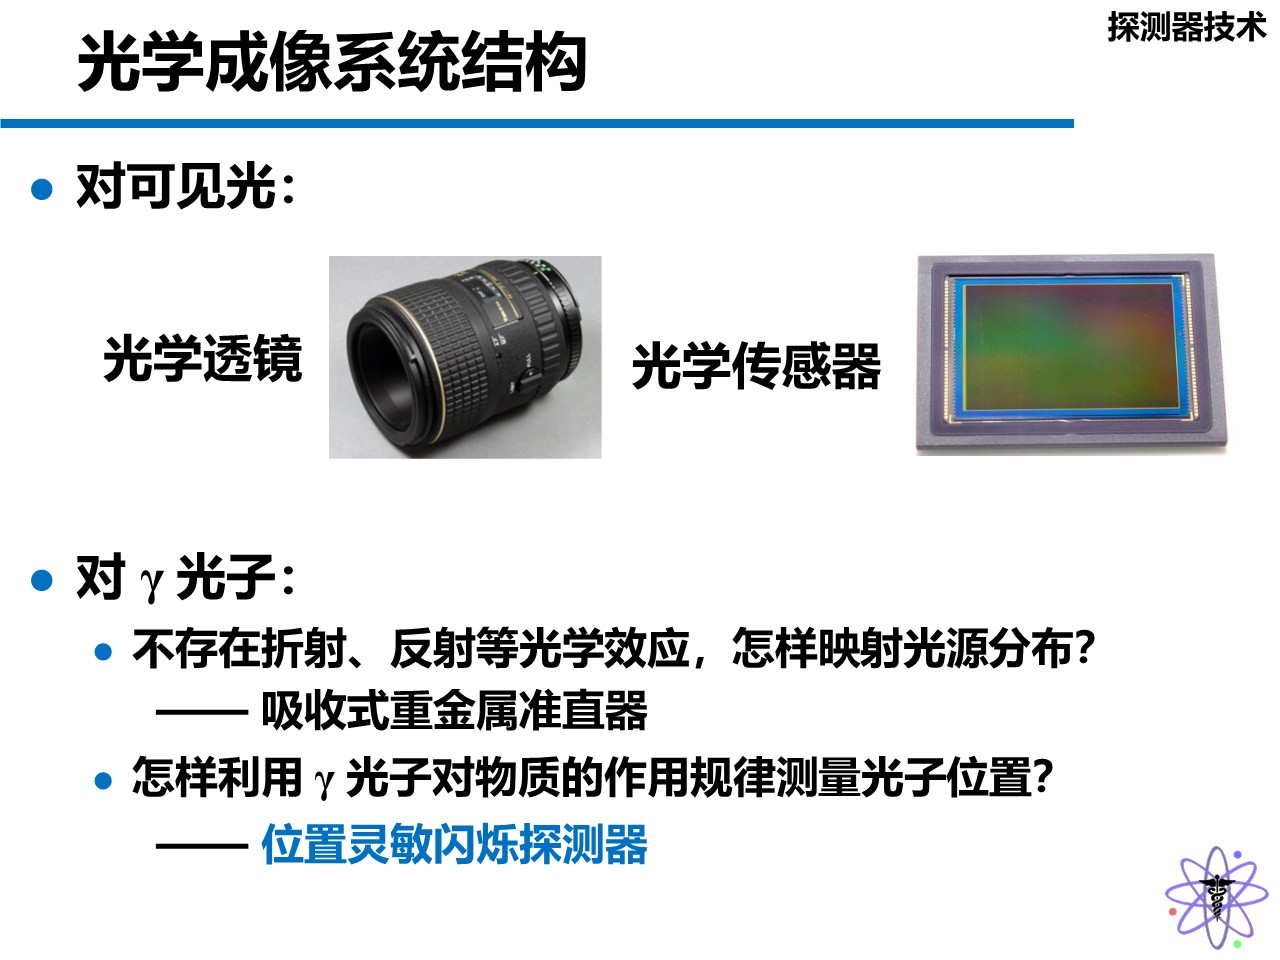 探测器技术
光学成像系统结构
对可见光：
光学透镜
光学传感器
对 γ 光子：
不存在折射、反射等光学效应，怎样映射光源分布？
—— 吸收式重金属准直器
怎样利用 γ 光子对物质的作用规律测量光子位置？
—— 位置灵敏闪烁探测器